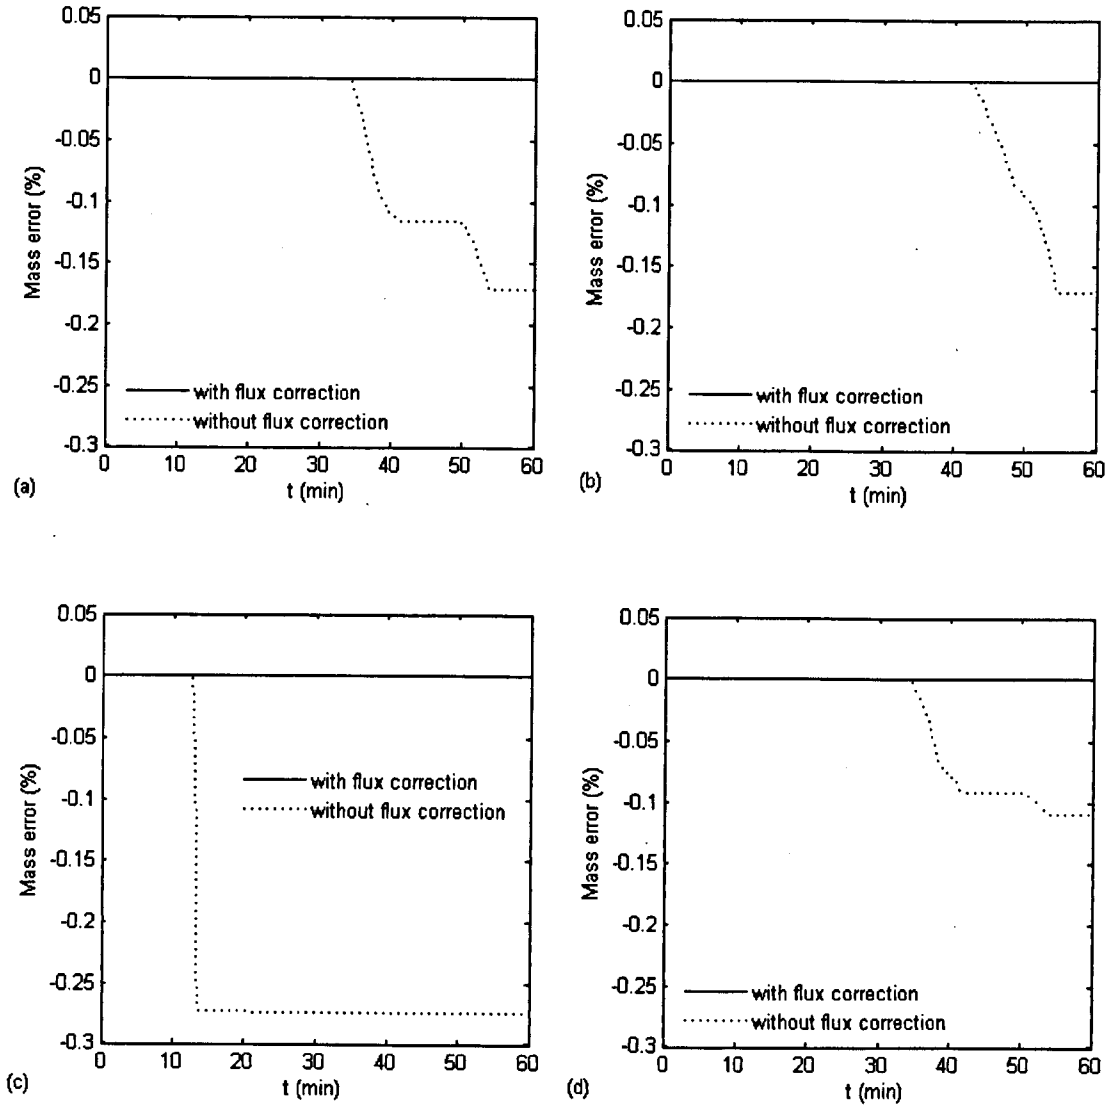 0.05
0
-0.05
-0.1
-0.15
-0.2
-0.25
-0.3
Mass error (%)
with flux correction
without flux correction
0 10 20 30 40 50 60
t (min)
(a)
0.05
0
-0.05
-0.1
-0.15
-0.2
-0.25
-0.3
Mass error (%)
with flux correction
without flux correction
0 10 20 30 40 50 60
t (min)
(b)
0.05
0
-0.05
-0.1
-0.15
-0.2
-0.25
-0.3
Mass error (%)
with flux correction
without flux correction
0 10 20 30 40 50 60
t (min)
(c)
0.05
0
-0.05
-0.1
-0.15
-0.2
-0.25
-0.3
Mass error (%)
with flux correction
without flux correction
0 10 20 30 40 50 60
t (min)
(d)